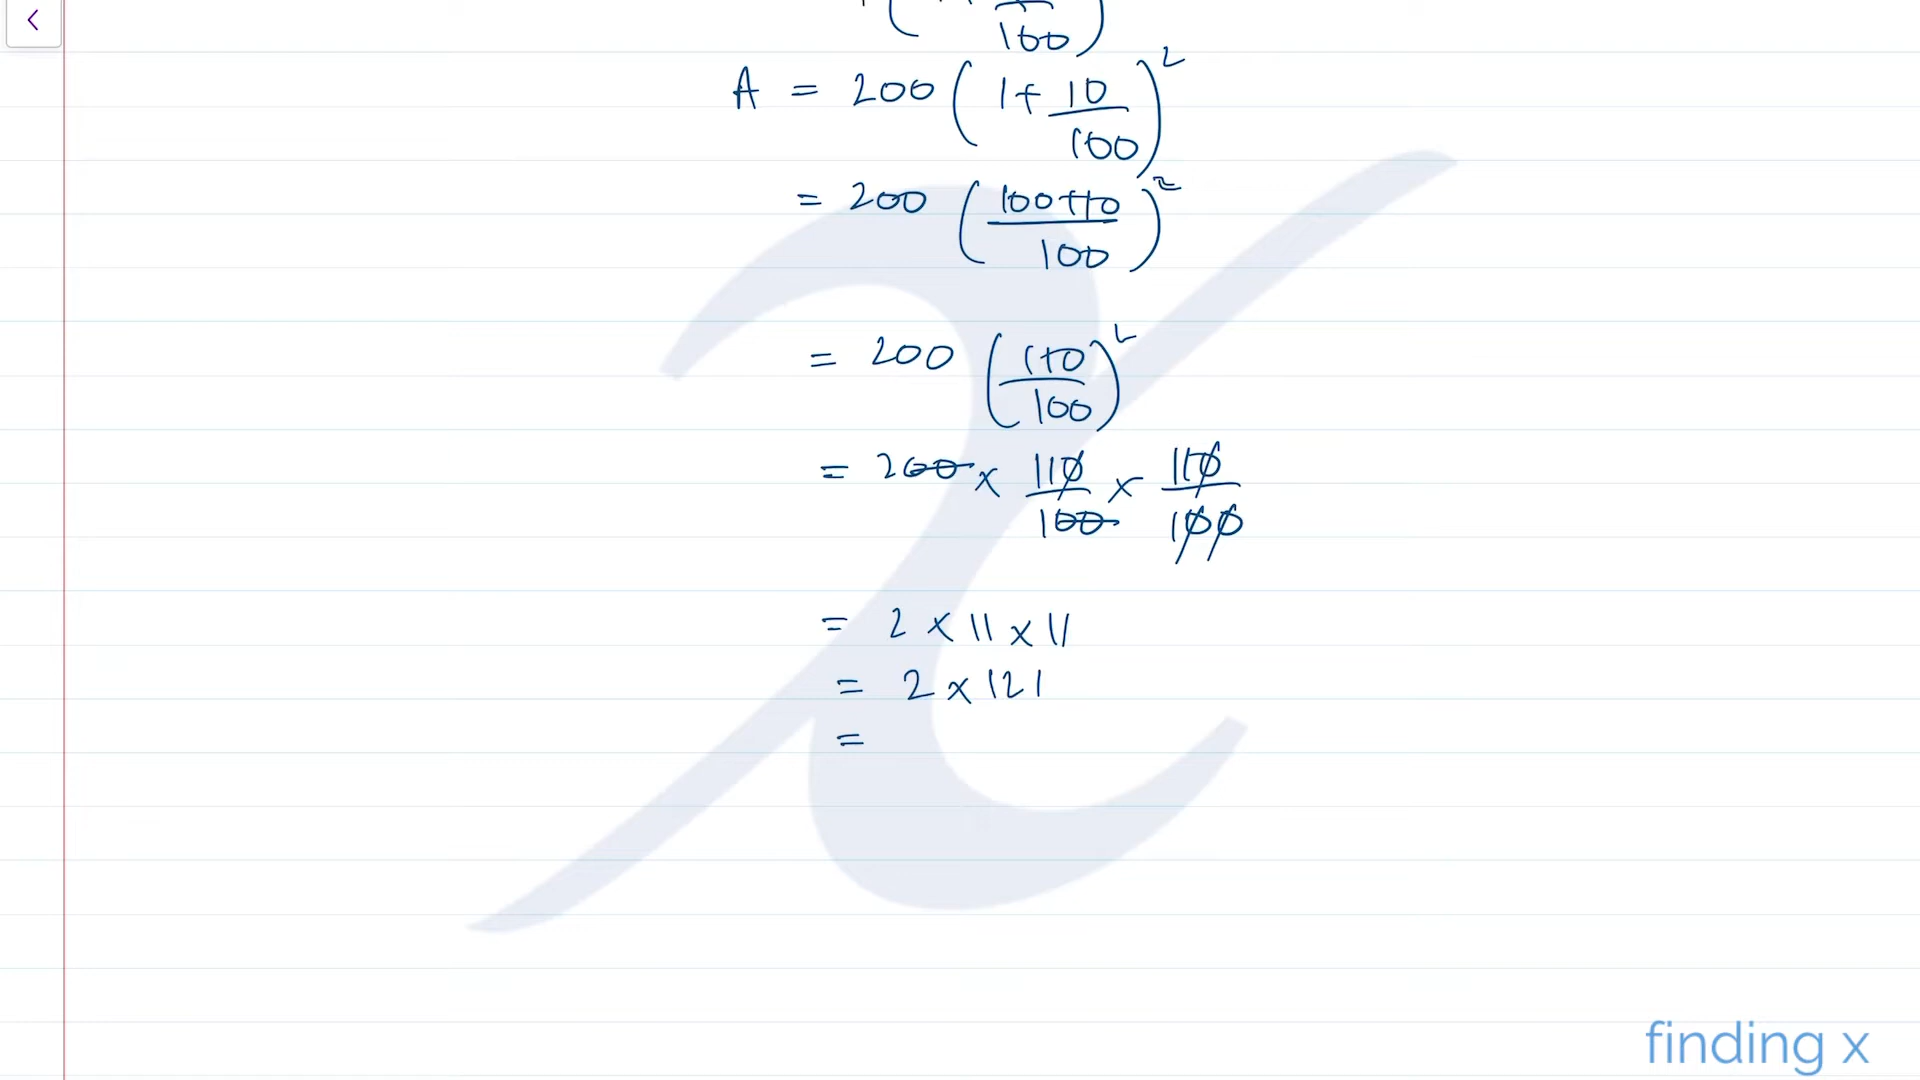 100
A = 200 ( 1 + 10/100 )²
= 200 ( 100+10/100 )²
= 200 ( 110/100 )²
= 200 × 110/100 × 110/100
= 2 × 11 × 11
= 2 × 121
=
finding x